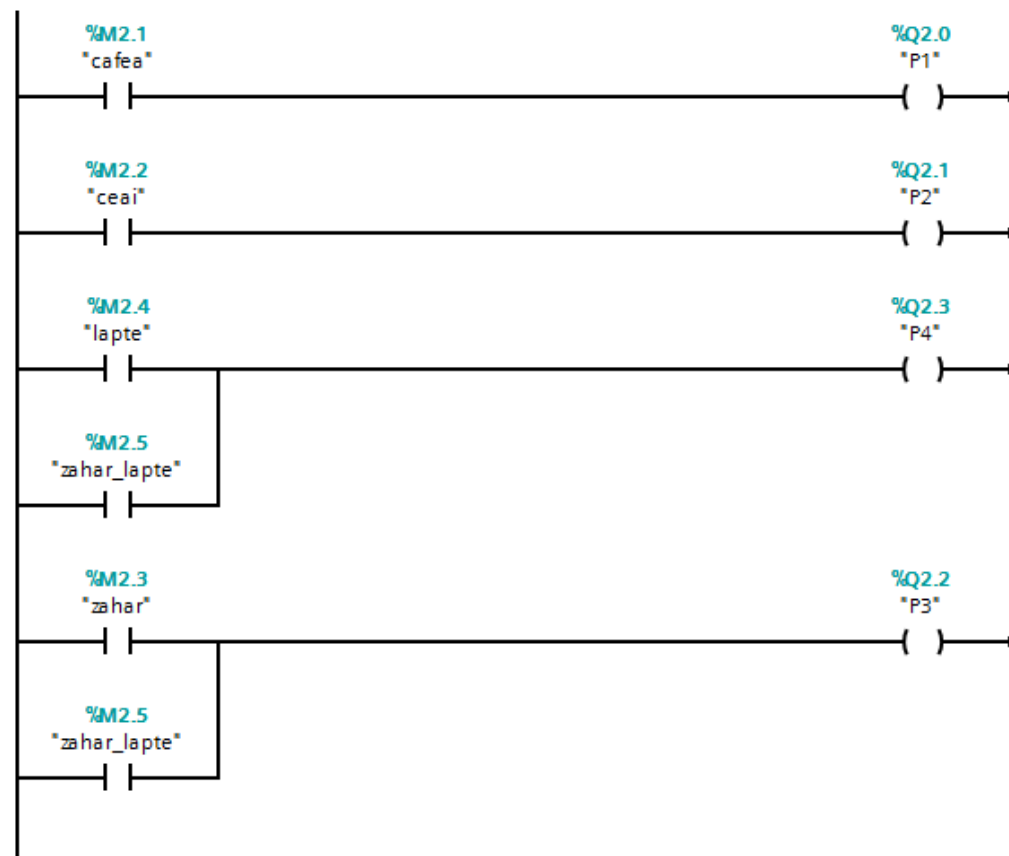 %M2.1 %Q2.0
"cafea" "P1"
%M2.2 %Q2.1
"ceai" "P2"
%M2.4 %Q2.3
"lapte" "P4"
%M2.5
"zahar_lapte"
%M2.3 %Q2.2
"zahar" "P3"
%M2.5
"zahar_lapte"